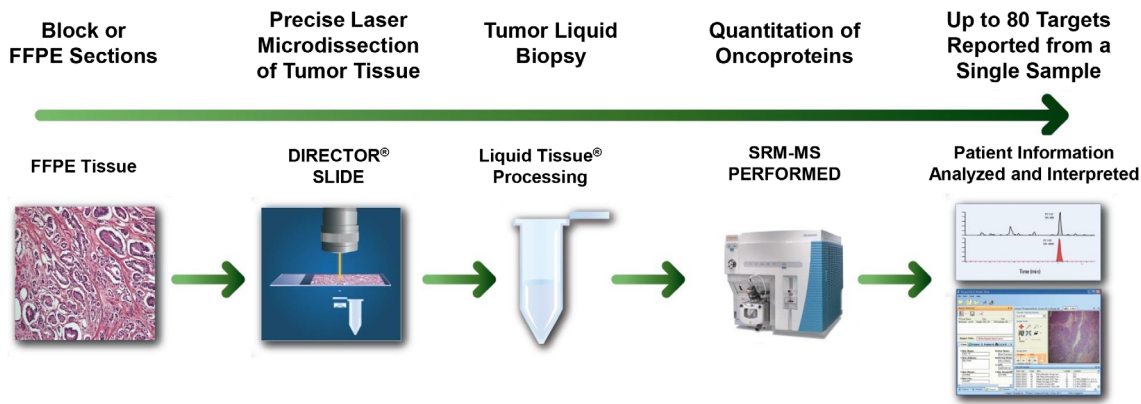 Block or
FFPE Sections
Precise Laser
Microdissection
of Tumor Tissue
Tumor Liquid
Biopsy
Quantitation of
Oncoproteins
Up to 80 Targets
Reported from a
Single Sample
FFPE Tissue
DIRECTOR®
SLIDE
Liquid Tissue®
Processing
SRM-MS
PERFORMED
Patient Information
Analyzed and Interpreted
Time (min)